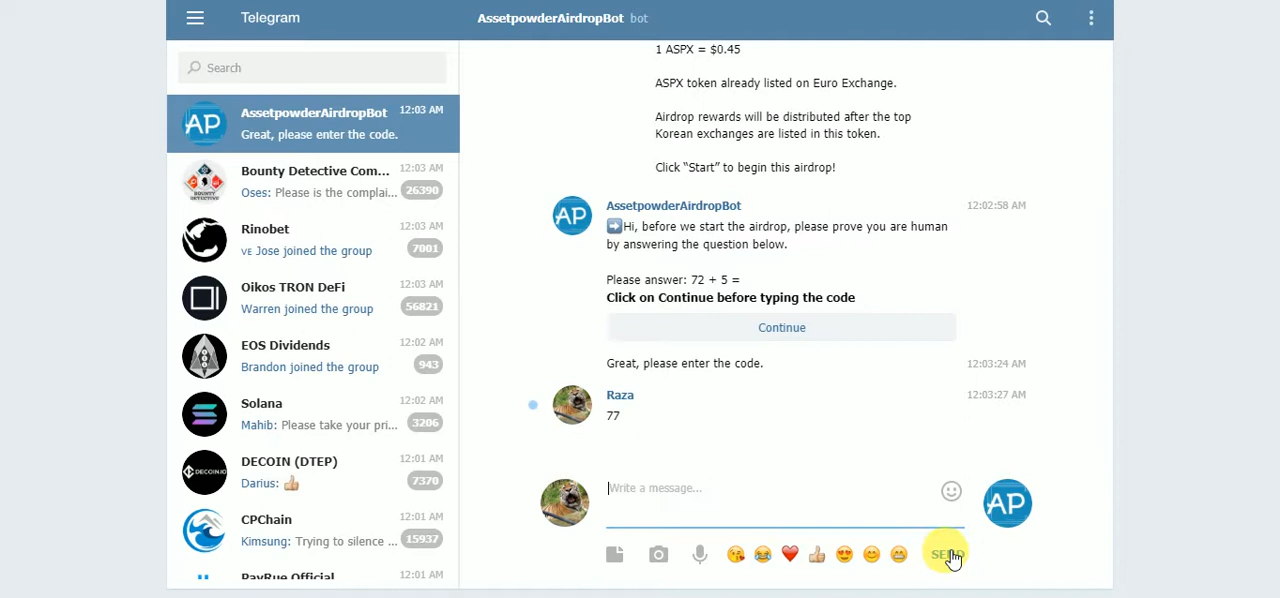 Telegram
AssetpowderAirdropBot bot
Search
AP
AssetpowderAirdropBot 12:03 AM
Great, please enter the code.
BOUNTY
Bounty Detective Com... 12:03 AM
Oses: Please is the complai... 26390
Rinobet 12:03 AM
VE Jose joined the group 7001
Oikos TRON DeFi 12:03 AM
Warren joined the group 56821
EOS Dividends 12:02 AM
Brandon joined the group 943
Solana 12:02 AM
Mahib: Please take your pri... 3206
DECOIN.IO
DECOIN (DTEP) 12:01 AM
Darius: 👍 7370
CPChain 12:01 AM
Kimsung: Trying to silence ... 15937
PayRue Official 12:01 AM
1 ASPX = $0.45
ASPX token already listed on Euro Exchange.
Airdrop rewards will be distributed after the top
Korean exchanges are listed in this token.
Click “Start” to begin this airdrop!
AP
AssetpowderAirdropBot 12:02:58 AM
➡️Hi, before we start the airdrop, please prove you are human
by answering the question below.
Please answer: 72 + 5 =
Click on Continue before typing the code
Continue
Great, please enter the code. 12:03:24 AM
Raza 12:03:27 AM
77
Write a message...
AP
SEND